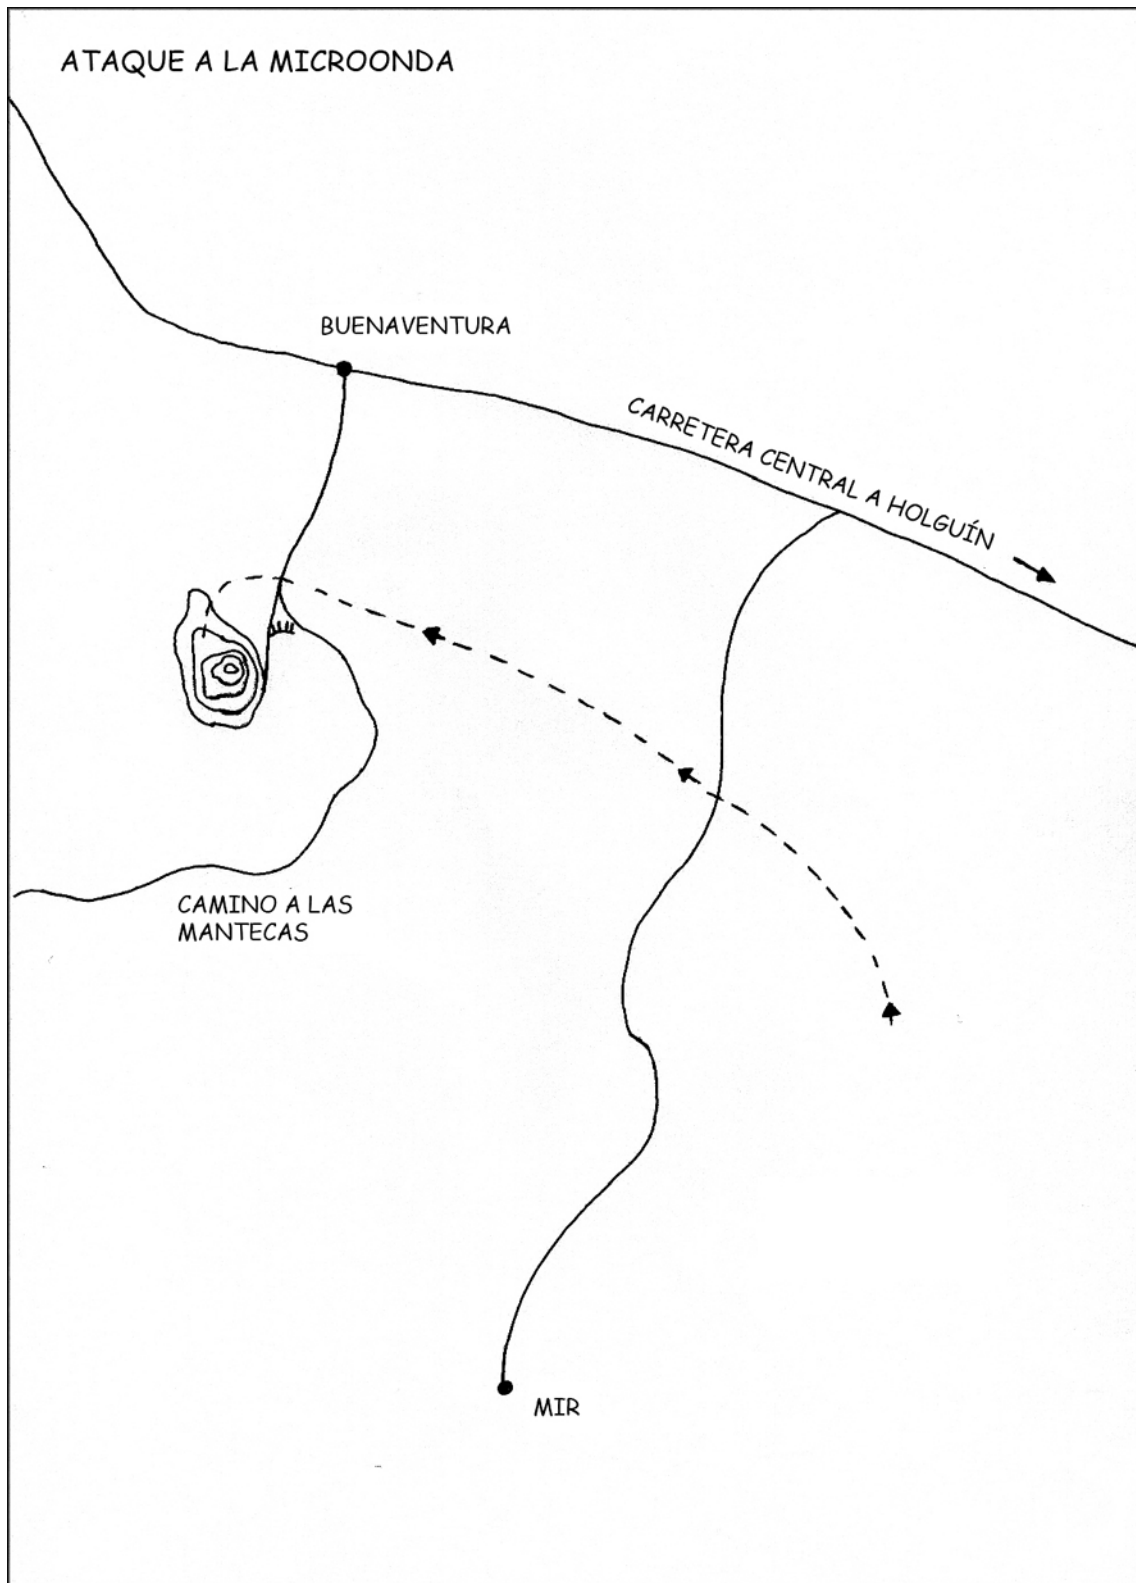 ATAQUE A LA MICROONDA
BUENAVENTURA
CARRETERA CENTRAL A HOLGUÍN
CAMINO A LAS
MANTECAS
MIR